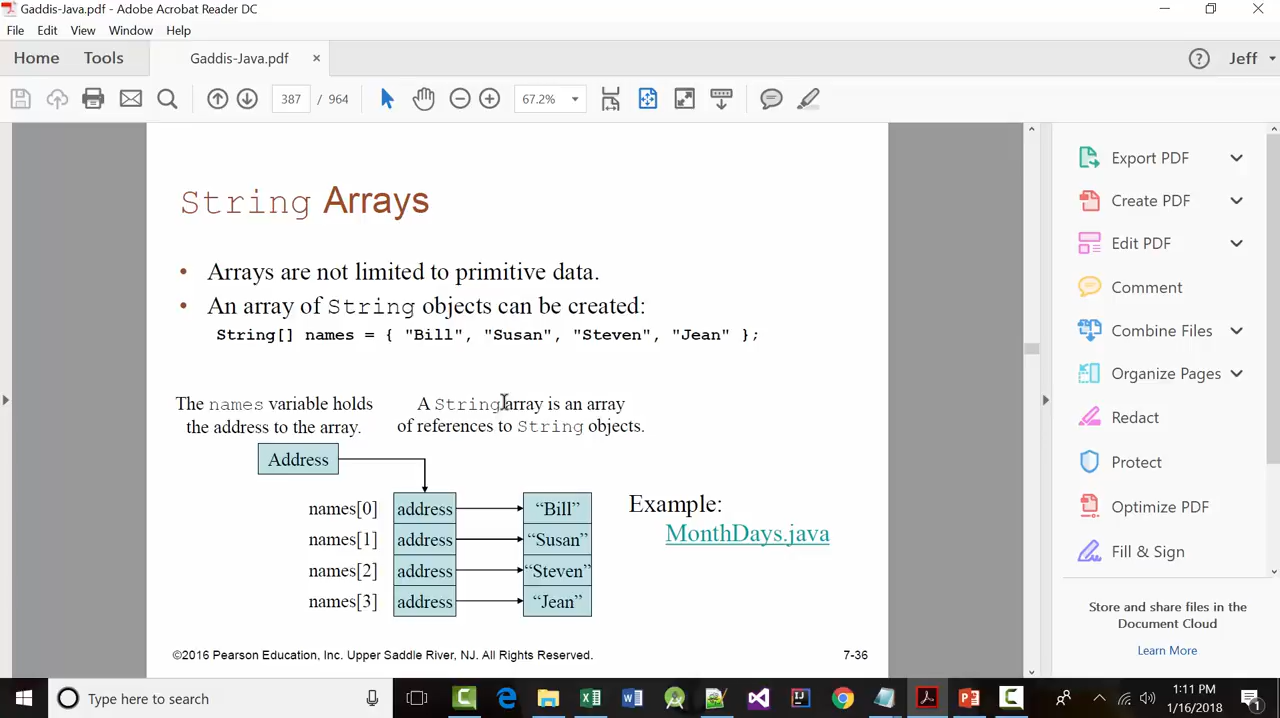 Gaddis-Java.pdf - Adobe Acrobat Reader DC
File Edit View Window Help
Home Tools Gaddis-Java.pdf × ? Jeff
387 / 964 67.2%
String Arrays
• Arrays are not limited to primitive data.
• An array of String objects can be created:
String[] names = { "Bill", "Susan", "Steven", "Jean" };
The names variable holds
the address to the array.
A String array is an array
of references to String objects.
Address
names[0] address “Bill”
names[1] address “Susan”
names[2] address “Steven”
names[3] address “Jean”
Example:
MonthDays.java
©2016 Pearson Education, Inc. Upper Saddle River, NJ. All Rights Reserved. 7-36
Export PDF
Create PDF
Edit PDF
Comment
Combine Files
Organize Pages
Redact
Protect
Optimize PDF
Fill & Sign
Store and share files in the
Document Cloud
Learn More
Type here to search
1:11 PM
1/16/2018
1